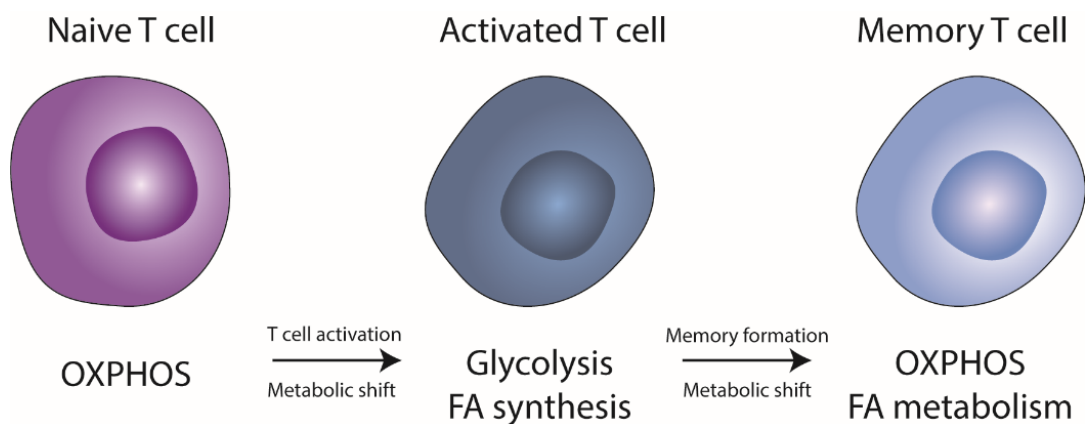 Naive T cell
Activated T cell
Memory T cell
T cell activation
Metabolic shift
Memory formation
Metabolic shift
OXPHOS
Glycolysis
FA synthesis
OXPHOS
FA metabolism